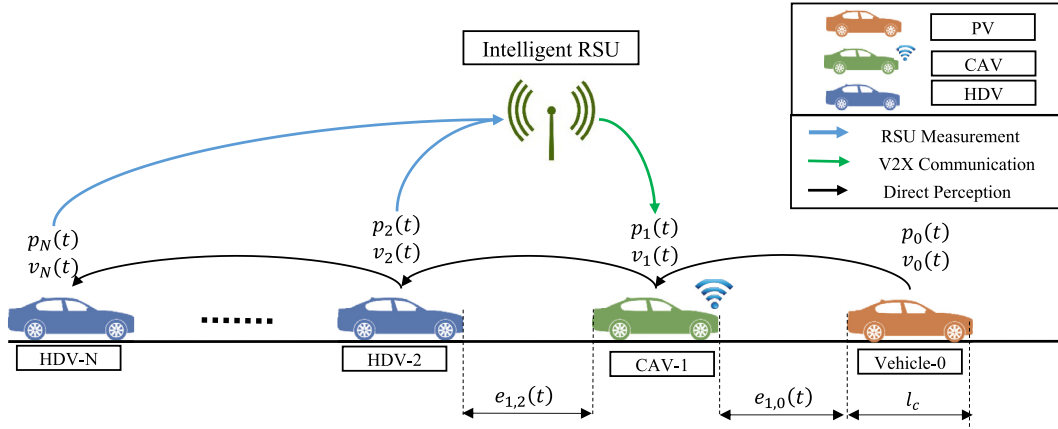 Intelligent RSU
PV
CAV
HDV
RSU Measurement
V2X Communication
Direct Perception
p_N(t)
v_N(t)
p_2(t)
v_2(t)
p_1(t)
v_1(t)
p_0(t)
v_0(t)
HDV-N
HDV-2
CAV-1
Vehicle-0
e_{1,2}(t)
e_{1,0}(t)
l_c